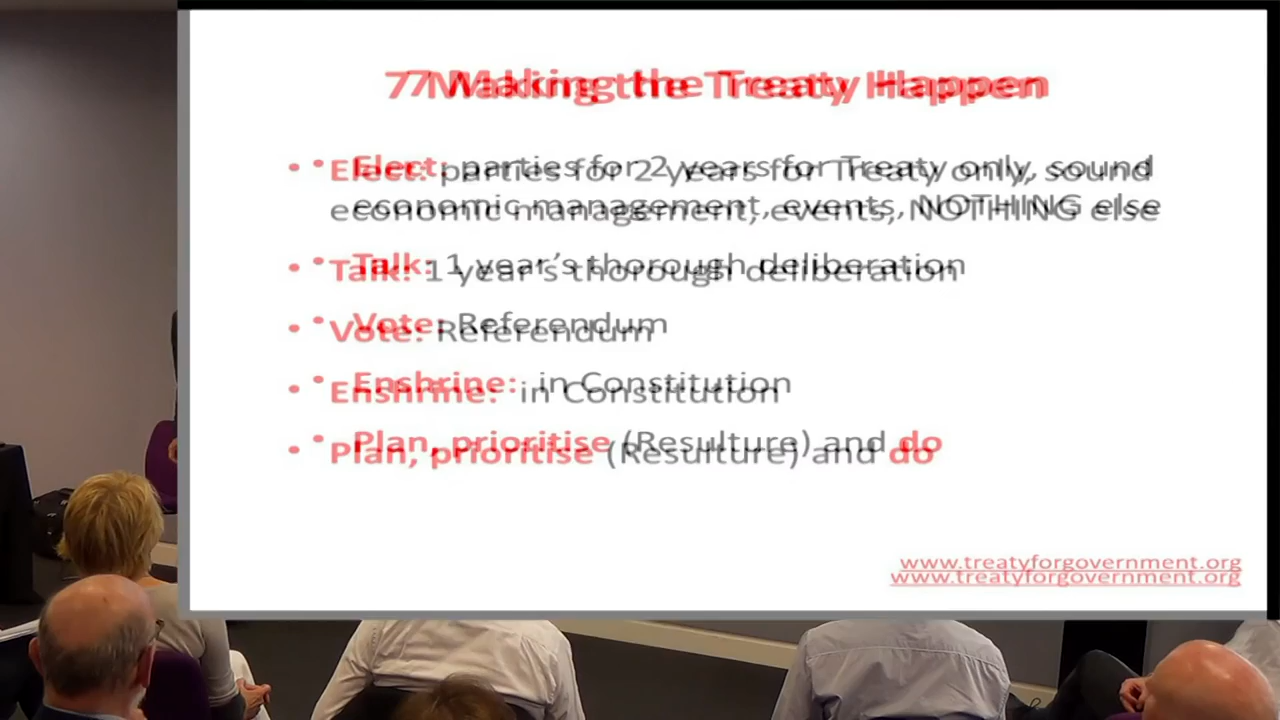 7 Making the Treaty Happen
• Elect: parties for 2 years for Treaty only, sound
economic management, events, NOTHING else
• Talk: 1 year's thorough deliberation
• Vote: Referendum
• Enshrine: in Constitution
• Plan, prioritise (Resulture) and do
www.treatyforgovernment.org